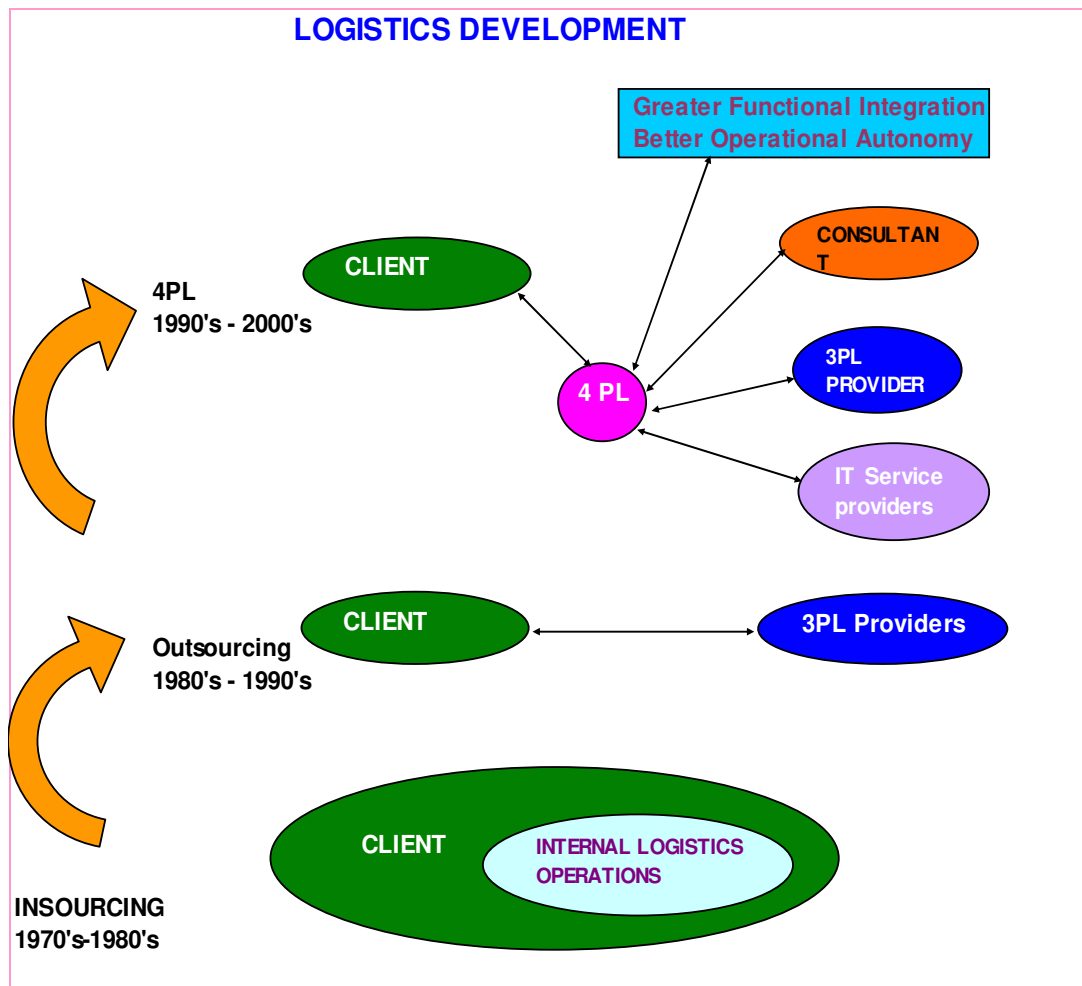 LOGISTICS DEVELOPMENT
Greater Functional Integration
Better Operational Autonomy
CONSULTAN
T
CLIENT
4PL
1990's - 2000's
3PL
PROVIDER
4 PL
IT Service
providers
CLIENT
3PL Providers
Outsourcing
1980's - 1990's
CLIENT
INTERNAL LOGISTICS
OPERATIONS
INSOURCING
1970's-1980's